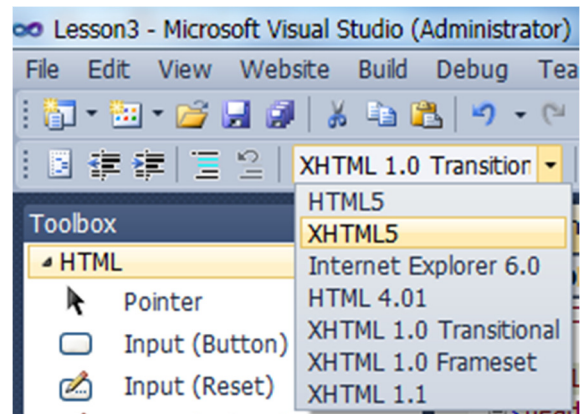 Lesson3 - Microsoft Visual Studio (Administrator)
File Edit View Website Build Debug Tea
XHTML 1.0 Transition
HTML5
XHTML5
Internet Explorer 6.0
HTML 4.01
XHTML 1.0 Transitional
XHTML 1.0 Frameset
XHTML 1.1
Toolbox
HTML
Pointer
Input (Button)
Input (Reset)